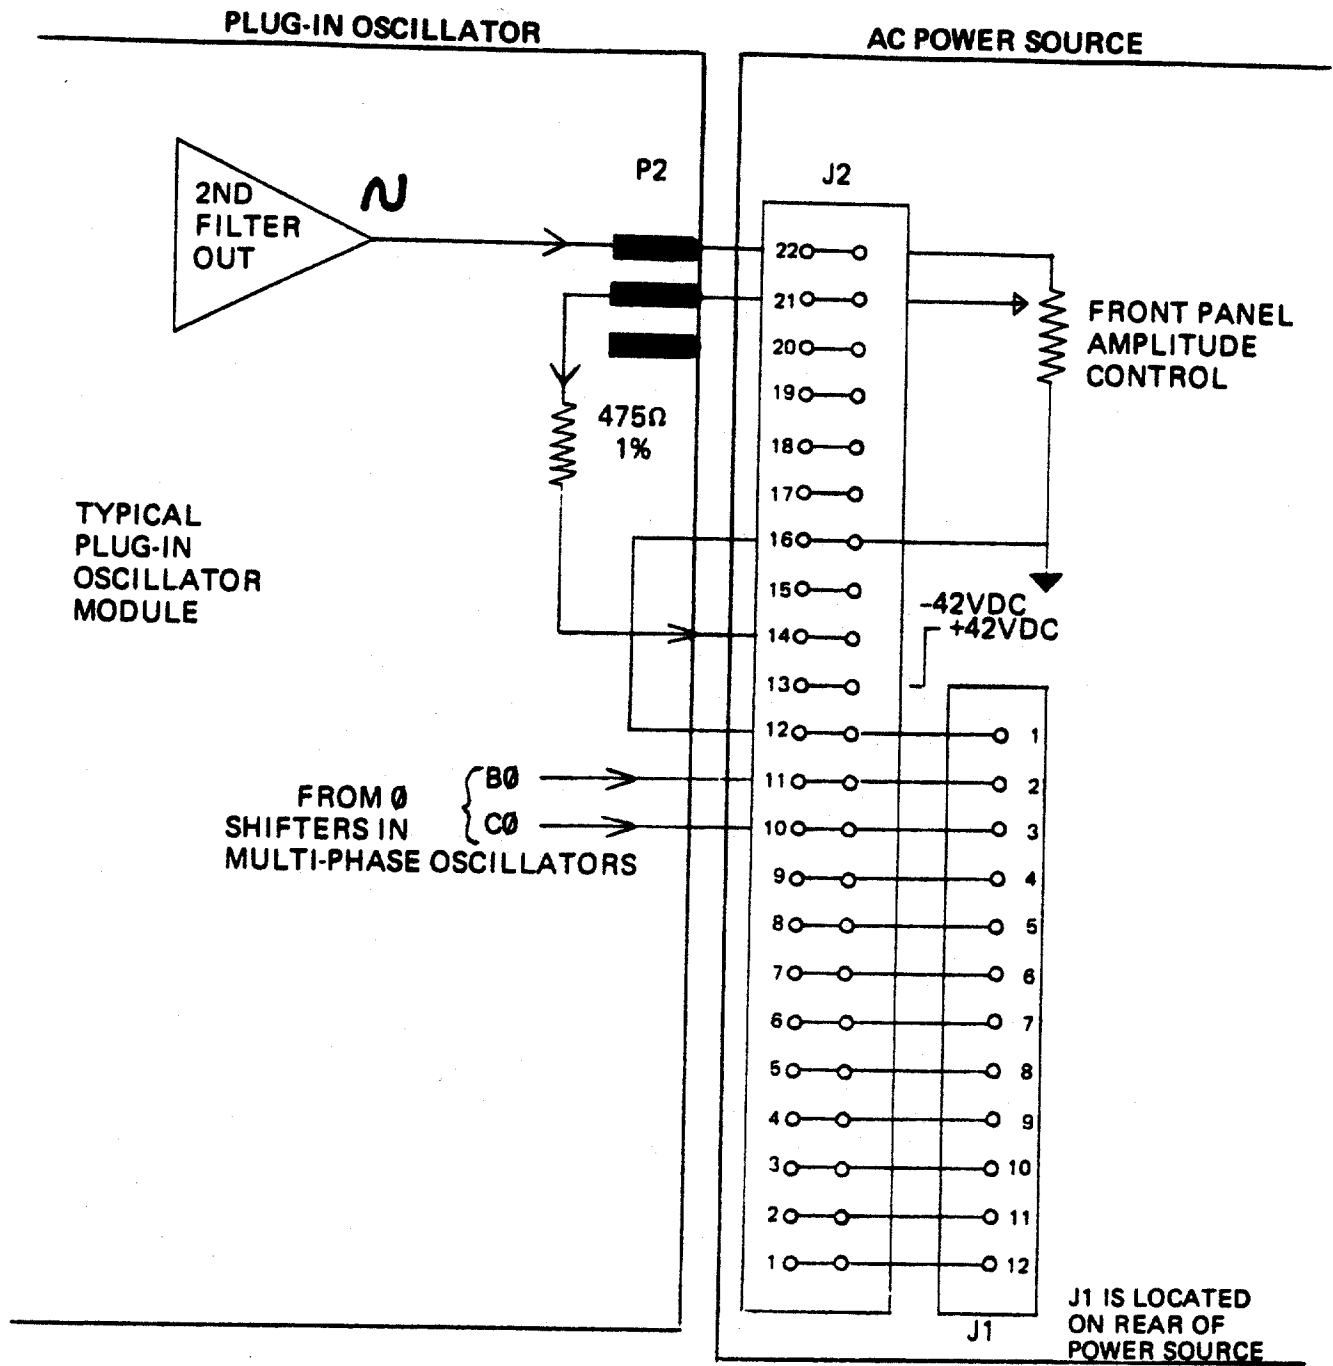 PLUG-IN OSCILLATOR
AC POWER SOURCE
P2
J2
2ND
FILTER
OUT
22
21
20
19
18
17
16
15
14
13
12
11
10
9
8
7
6
5
4
3
2
1
FRONT PANEL
AMPLITUDE
CONTROL
475Ω
1%
TYPICAL
PLUG-IN
OSCILLATOR
MODULE
-42VDC
+42VDC
1
2
3
4
5
6
7
8
9
10
11
12
BØ
CØ
FROM Ø
SHIFTERS IN
MULTI-PHASE OSCILLATORS
J1
J1 IS LOCATED
ON REAR OF
POWER SOURCE